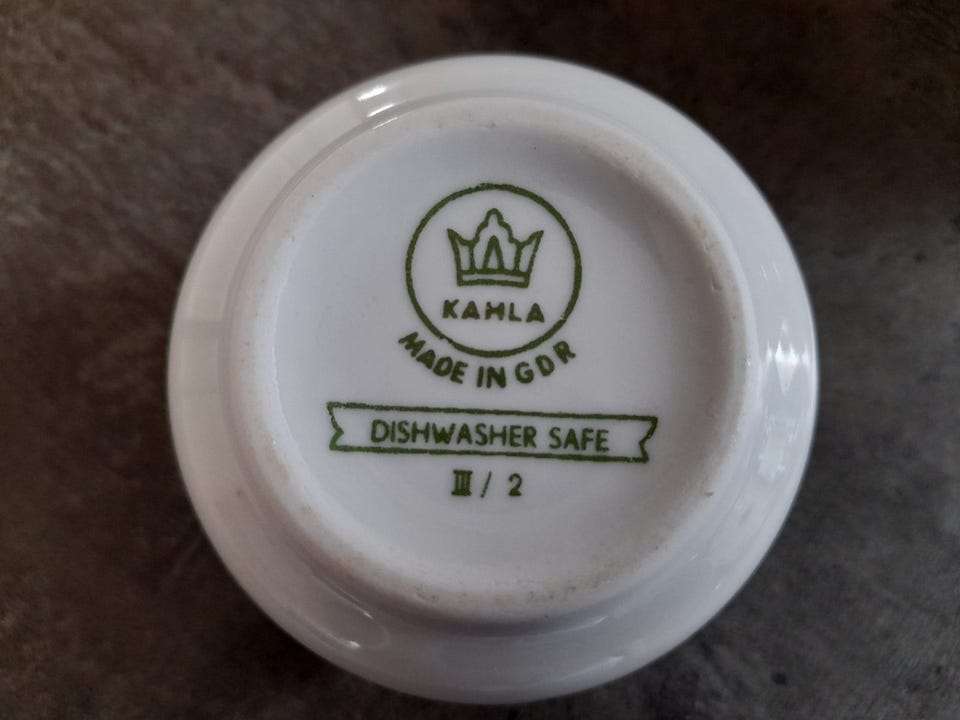 KAHLA
MADE IN GDR
DISHWASHER SAFE
III / 2